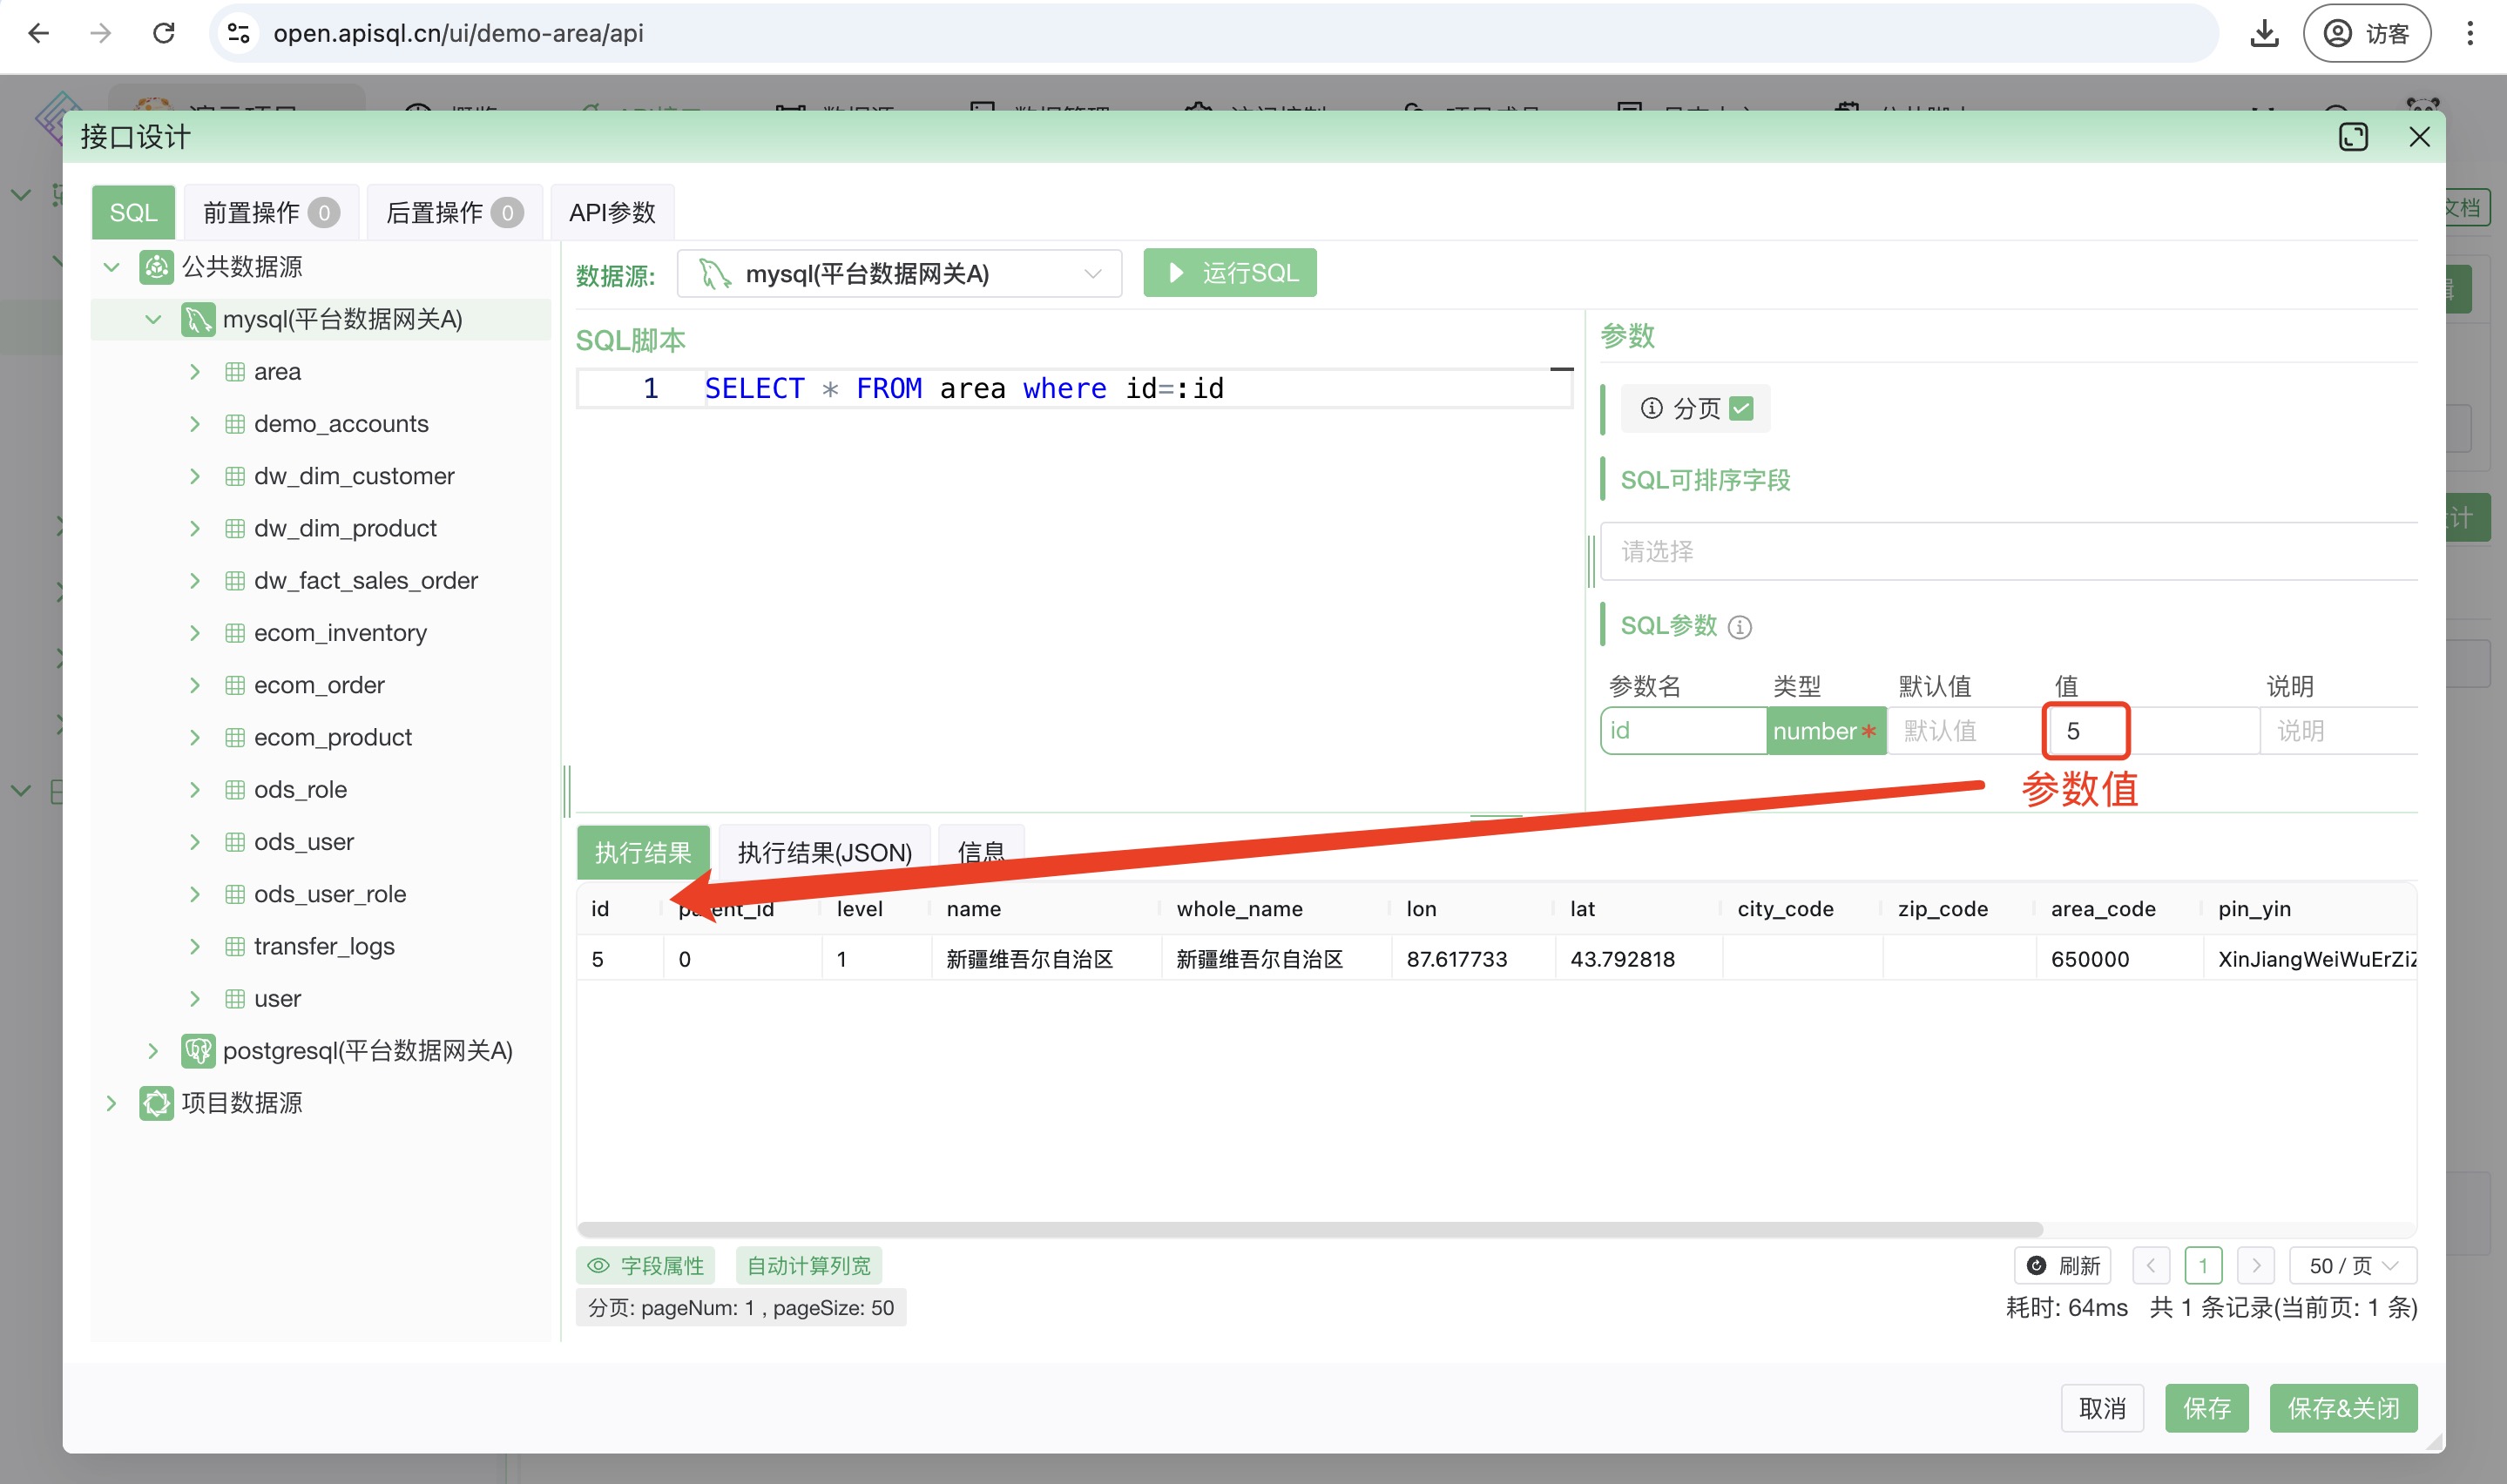 open.apisql.cn/ui/demo-area/api
访客
接口设计
SQL
前置操作 0
后置操作 0
API参数
文档
公共数据源
mysql(平台数据网关A)
area
demo_accounts
dw_dim_customer
dw_dim_product
dw_fact_sales_order
ecom_inventory
ecom_order
ecom_product
ods_role
ods_user
ods_user_role
transfer_logs
user
postgresql(平台数据网关A)
项目数据源
数据源: mysql(平台数据网关A) 运行SQL
SQL脚本
1 SELECT * FROM area where id=:id
参数
分页
SQL可排序字段
请选择
SQL参数
参数名 类型 默认值 值 说明
id number* 默认值 5 说明
参数值
执行结果 执行结果(JSON) 信息
id parent_id level name whole_name lon lat city_code zip_code area_code pin_yin
5 0 1 新疆维吾尔自治区 新疆维吾尔自治区 87.617733 43.792818 650000 XinJiangWeiWuErZiZ
字段属性 自动计算列宽
刷新 1 50 / 页
分页: pageNum: 1 , pageSize: 50
耗时: 64ms 共 1 条记录(当前页: 1 条)
取消 保存 保存&关闭